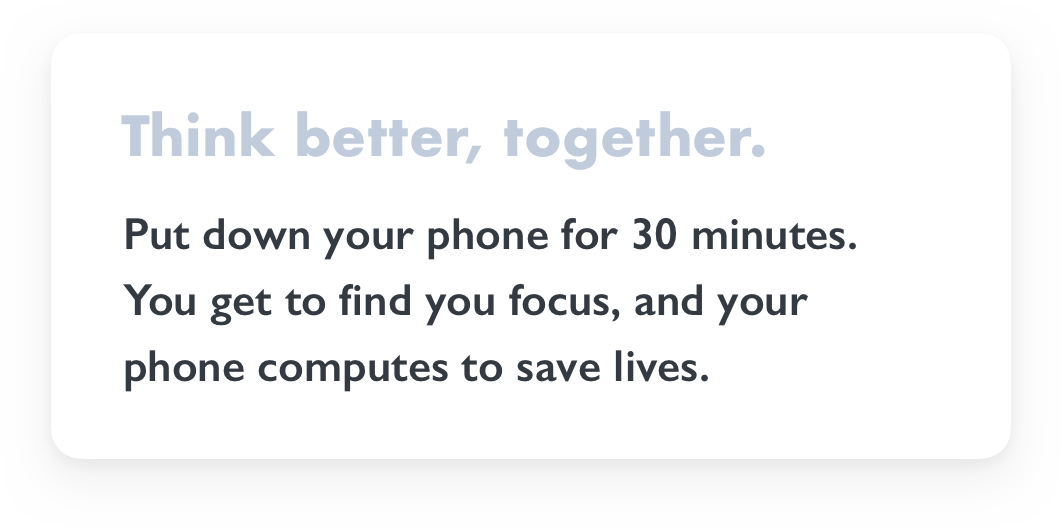 Think better, together.
Put down your phone for 30 minutes.
You get to find you focus, and your
phone computes to save lives.